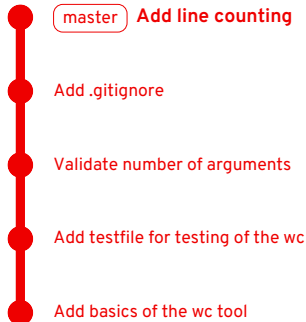 master Add line counting
Add .gitignore
Validate number of arguments
Add testfile for testing of the wc
Add basics of the wc tool